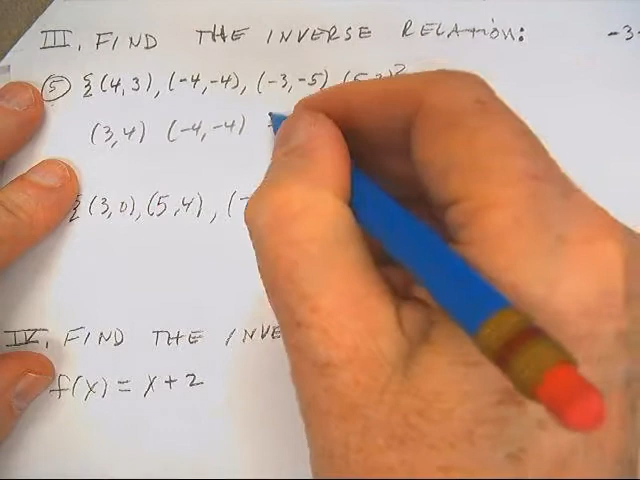 III. FIND THE INVERSE RELATION: -3-
⑤ {(4,3), (-4,-4), (-3,-5)
(3,4) (-4,-4)
{(3,0), (5,4), (-
IV. FIND THE INVE
f(x) = x + 2